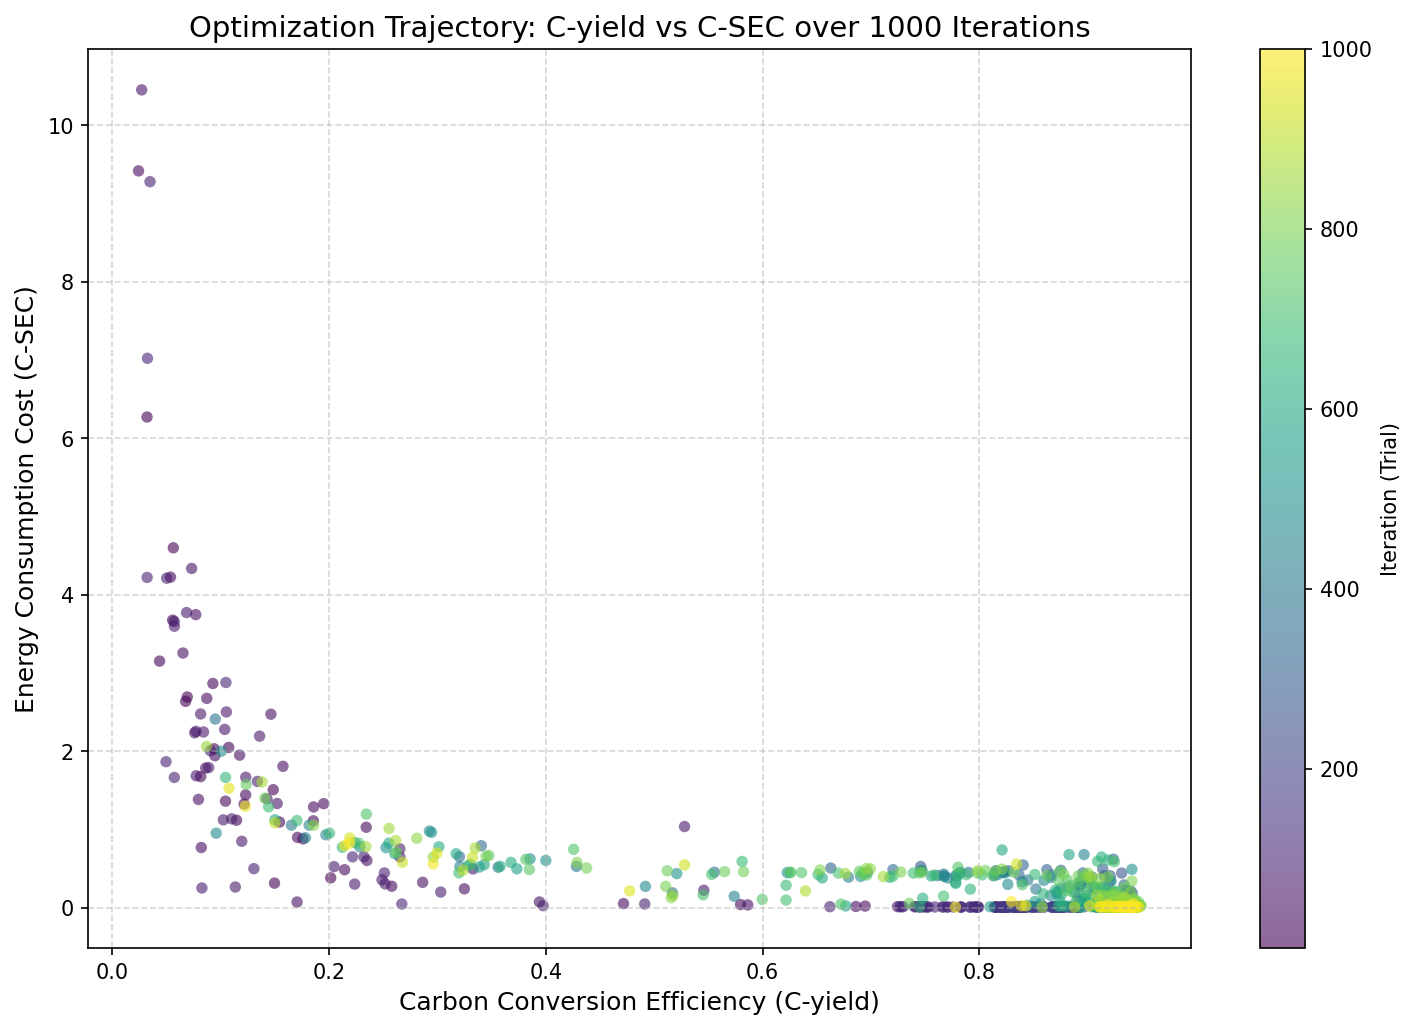 Optimization Trajectory: C-yield vs C-SEC over 1000 Iterations
Energy Consumption Cost (C-SEC)
10
8
6
4
2
0
0.0 0.2 0.4 0.6 0.8
Carbon Conversion Efficiency (C-yield)
1000
800
600
400
200
Iteration (Trial)